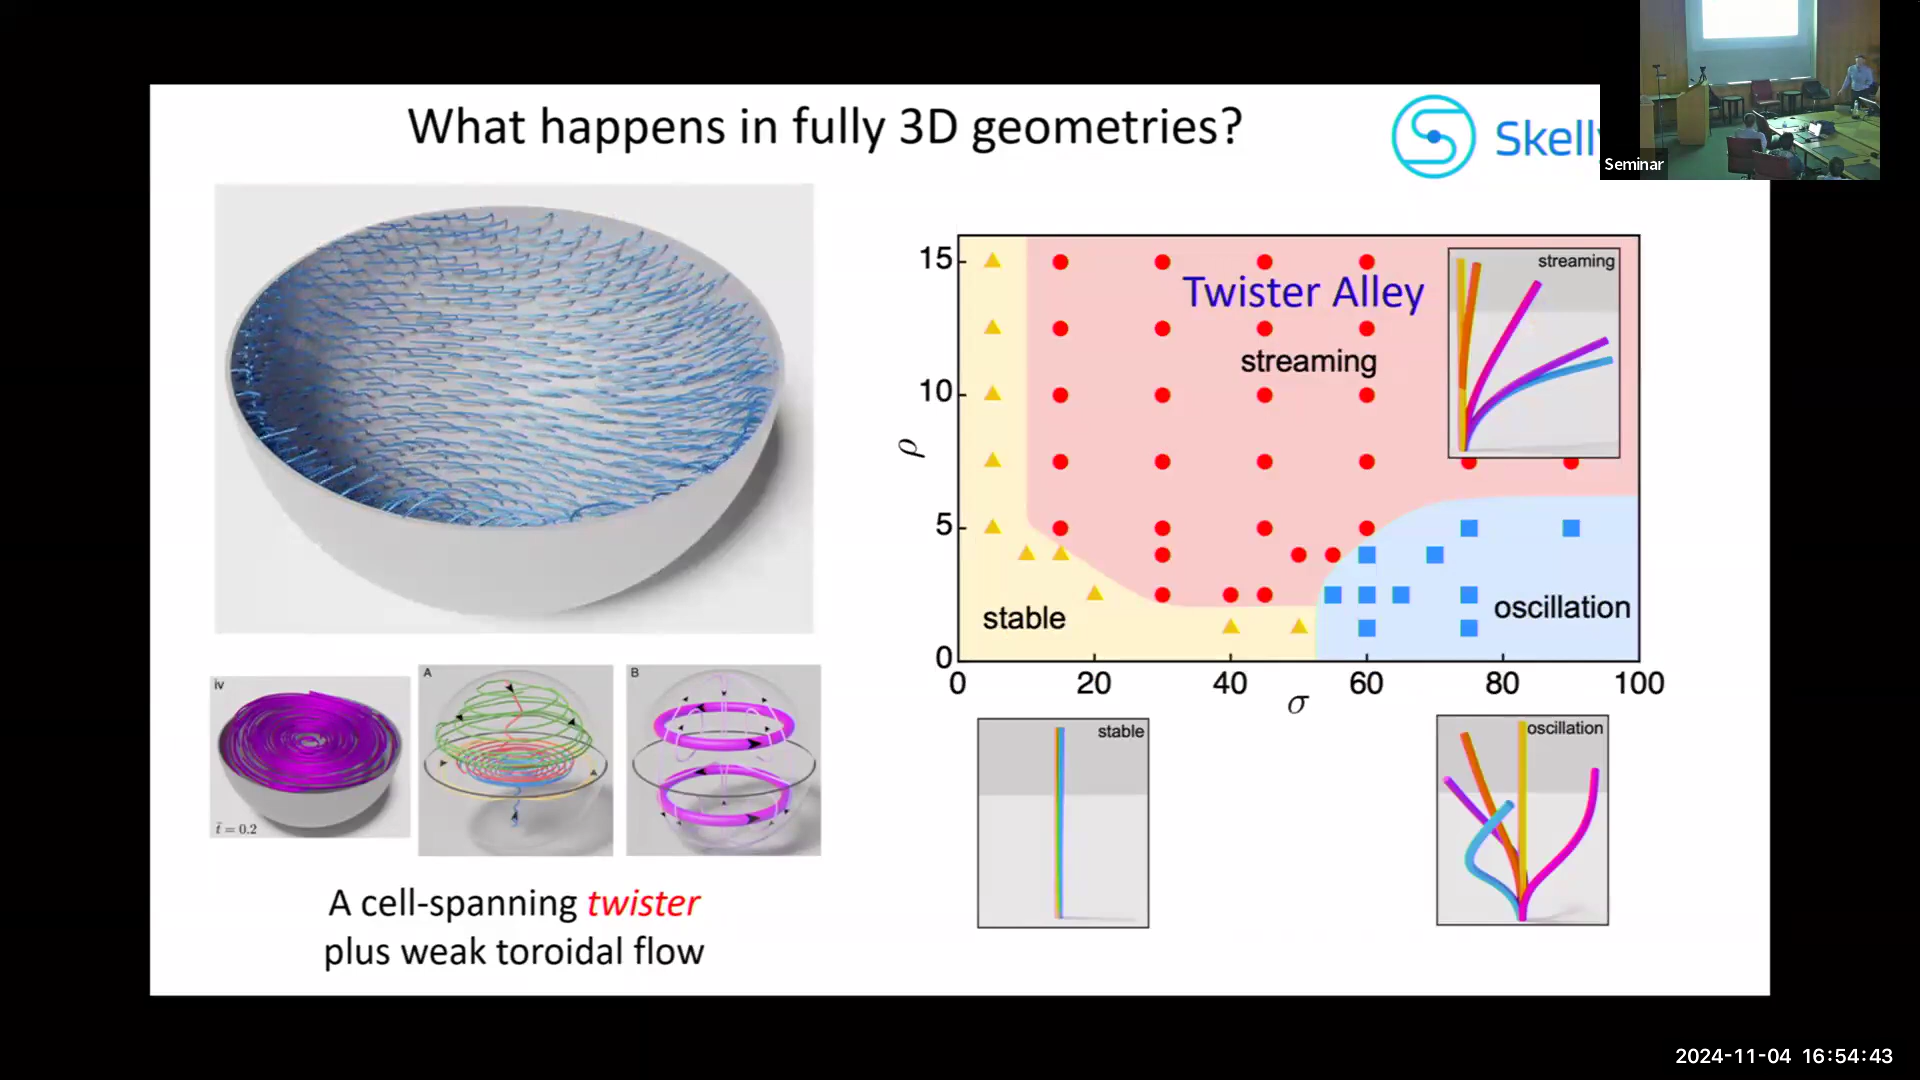 What happens in fully 3D geometries?
Skelly
Seminar
15
10
5
0
ρ
Twister Alley
streaming
streaming
stable
oscillation
0 20 40 60 80 100
σ
iv
t̄ = 0.2
A
B
stable
oscillation
A cell-spanning twister
plus weak toroidal flow
2024-11-04 16:54:43